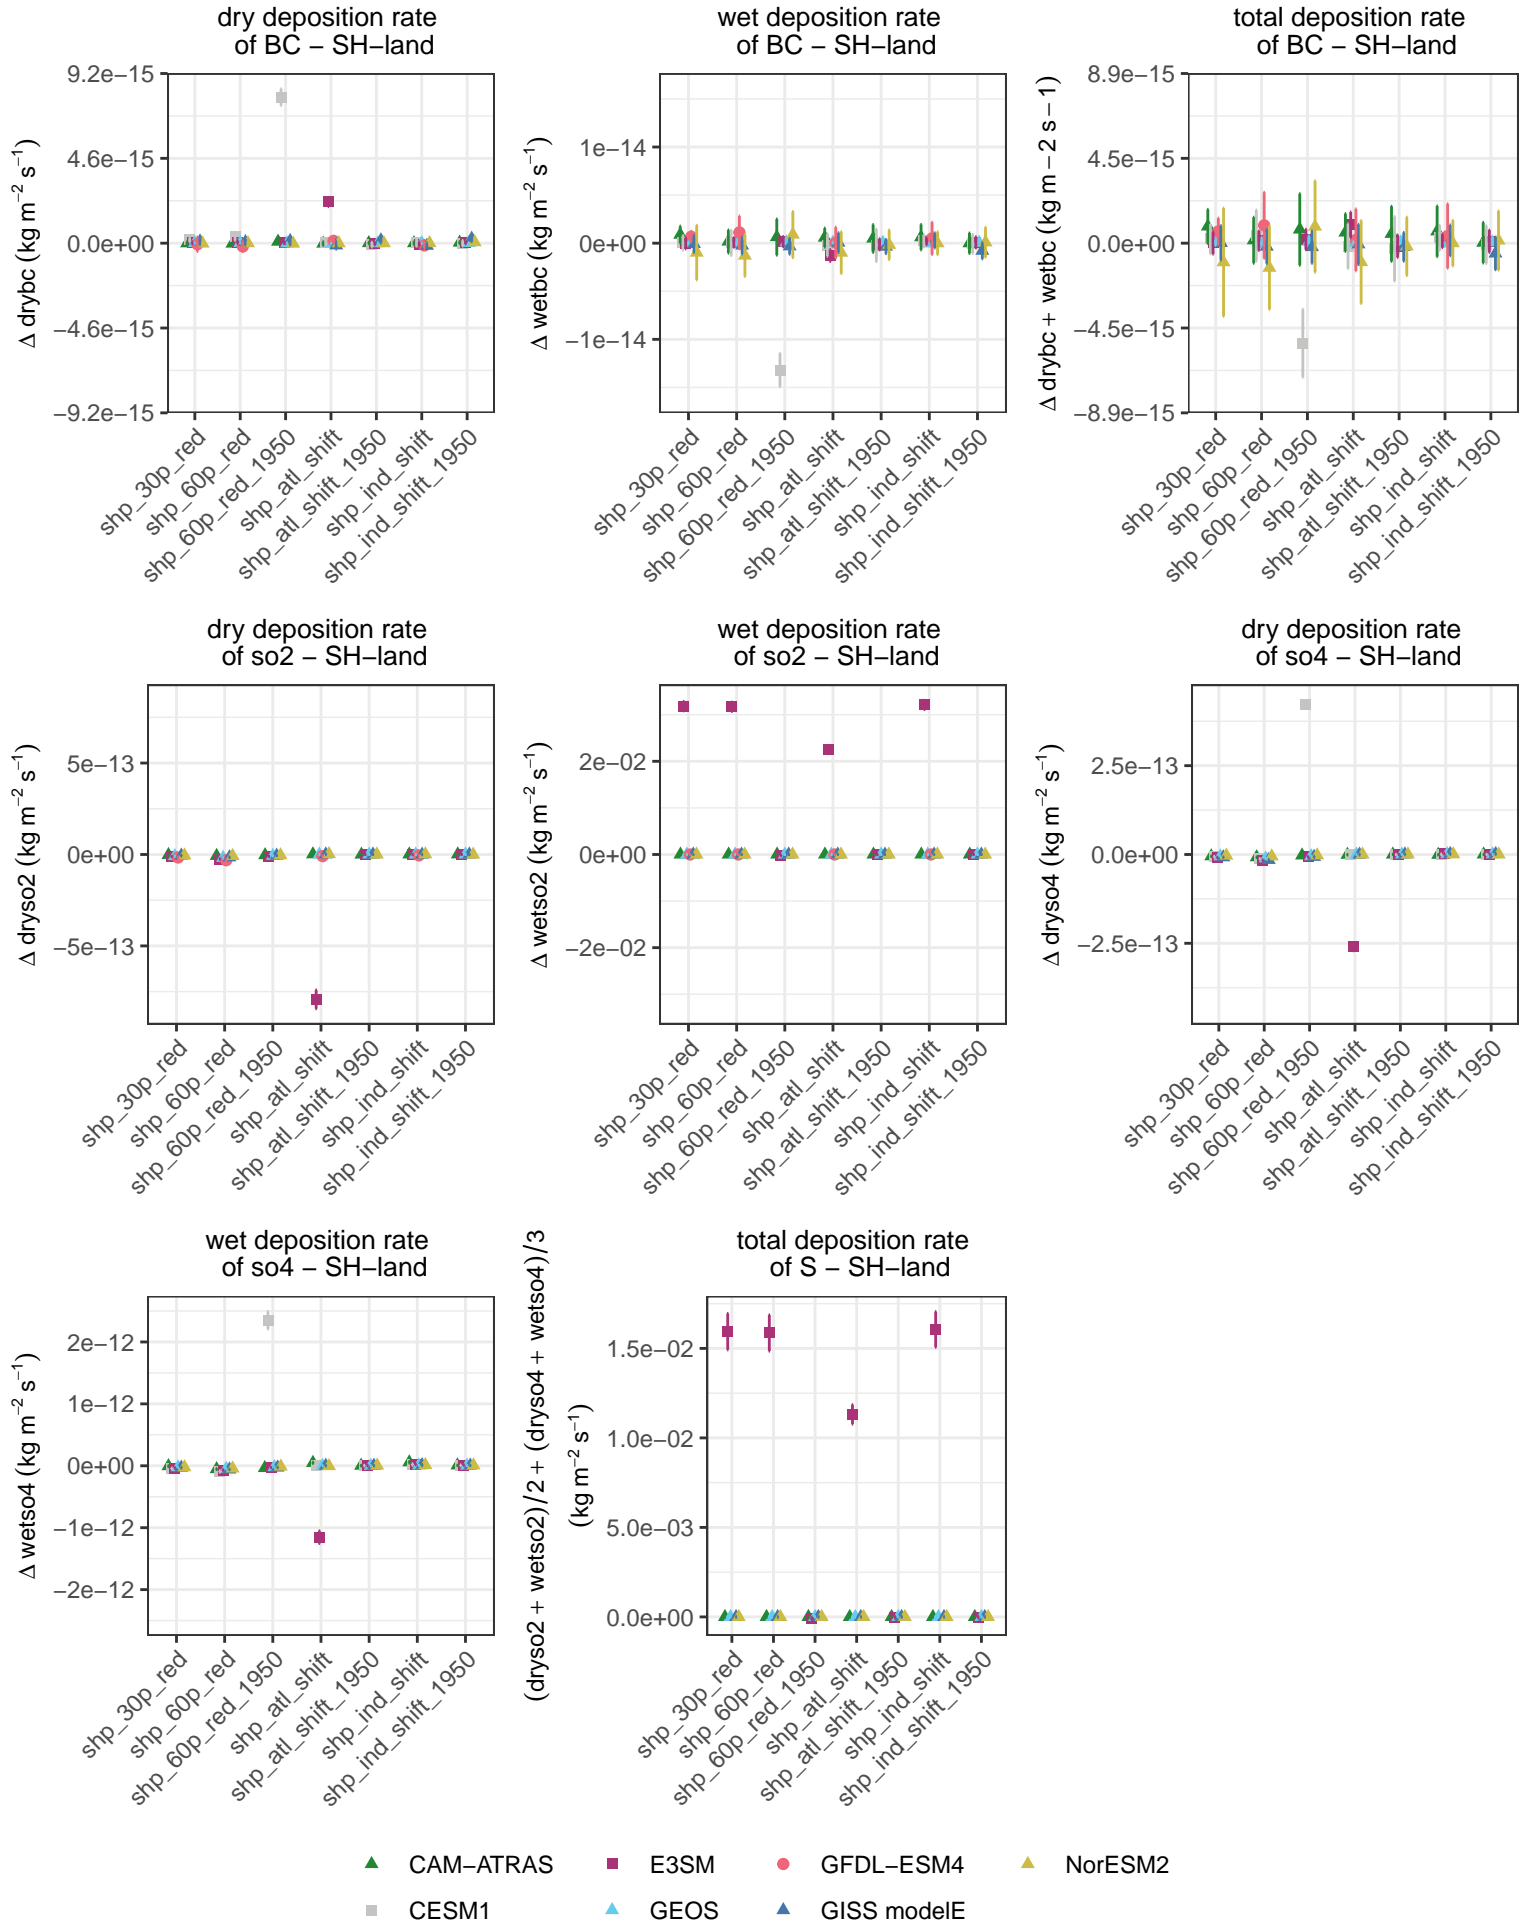 dry deposition rate
of BC − SH−land
Δ drybc (kg m−2 s−1)
9.2e−15
4.6e−15
0.0e+00
−4.6e−15
−9.2e−15
shp_30p_red
shp_60p_red
shp_60p_red_1950
shp_atl_shift
shp_atl_shift_1950
shp_ind_shift
shp_ind_shift_1950
wet deposition rate
of BC − SH−land
Δ wetbc (kg m−2 s−1)
1e−14
0e+00
−1e−14
shp_30p_red
shp_60p_red
shp_60p_red_1950
shp_atl_shift
shp_atl_shift_1950
shp_ind_shift
shp_ind_shift_1950
total deposition rate
of BC − SH−land
Δ drybc + wetbc (kg m − 2 s − 1)
8.9e−15
4.5e−15
0.0e+00
−4.5e−15
−8.9e−15
shp_30p_red
shp_60p_red
shp_60p_red_1950
shp_atl_shift
shp_atl_shift_1950
shp_ind_shift
shp_ind_shift_1950
dry deposition rate
of so2 − SH−land
Δ dryso2 (kg m−2 s−1)
5e−13
0e+00
−5e−13
shp_30p_red
shp_60p_red
shp_60p_red_1950
shp_atl_shift
shp_atl_shift_1950
shp_ind_shift
shp_ind_shift_1950
wet deposition rate
of so2 − SH−land
Δ wetso2 (kg m−2 s−1)
2e−02
0e+00
−2e−02
shp_30p_red
shp_60p_red
shp_60p_red_1950
shp_atl_shift
shp_atl_shift_1950
shp_ind_shift
shp_ind_shift_1950
dry deposition rate
of so4 − SH−land
Δ dryso4 (kg m−2 s−1)
2.5e−13
0.0e+00
−2.5e−13
shp_30p_red
shp_60p_red
shp_60p_red_1950
shp_atl_shift
shp_atl_shift_1950
shp_ind_shift
shp_ind_shift_1950
wet deposition rate
of so4 − SH−land
Δ wetso4 (kg m−2 s−1)
2e−12
1e−12
0e+00
−1e−12
−2e−12
shp_30p_red
shp_60p_red
shp_60p_red_1950
shp_atl_shift
shp_atl_shift_1950
shp_ind_shift
shp_ind_shift_1950
total deposition rate
of S − SH−land
(dryso2 + wetso2)/2 + (dryso4 + wetso4)/3
(kg m−2 s−1)
1.5e−02
1.0e−02
5.0e−03
0.0e+00
shp_30p_red
shp_60p_red
shp_60p_red_1950
shp_atl_shift
shp_atl_shift_1950
shp_ind_shift
shp_ind_shift_1950
CAM−ATRAS
E3SM
GFDL−ESM4
NorESM2
CESM1
GEOS
GISS modelE